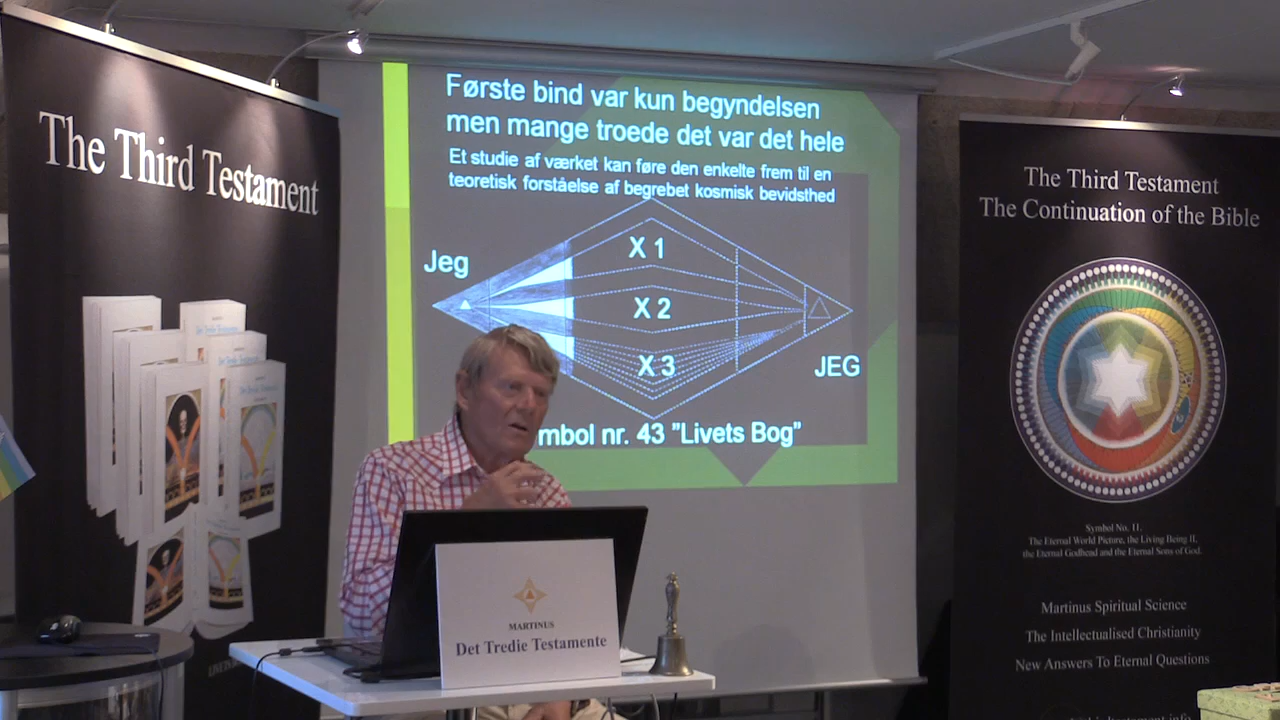 The Third Testament
Første bind var kun begyndelsen
men mange troede det var det hele
Et studie af værket kan føre den enkelte frem til en
teoretisk forståelse af begrebet kosmisk bevidsthed
Jeg
X 1
X 2
X 3
JEG
mbol nr. 43 "Livets Bog"
MARTINUS
Det Tredie Testamente
The Third Testament
The Continuation of the Bible
Symbol No. 11,
The Eternal World Picture, the Living Being II,
the Eternal Godhead and the Eternal Sons of God.
Martinus Spiritual Science
The Intellectualised Christianity
New Answers To Eternal Questions